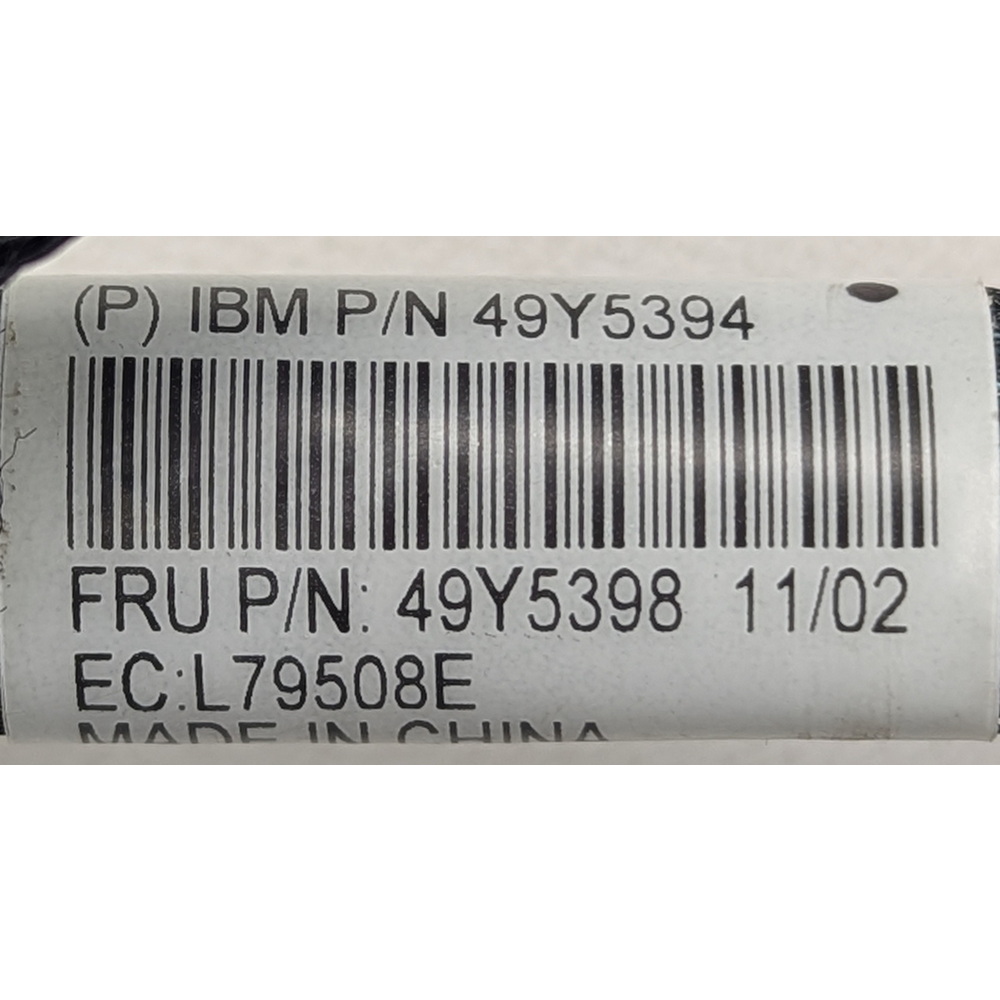 (P) IBM P/N 49Y5394
FRU P/N: 49Y5398 11/02
EC:L79508E
MADE IN CHINA